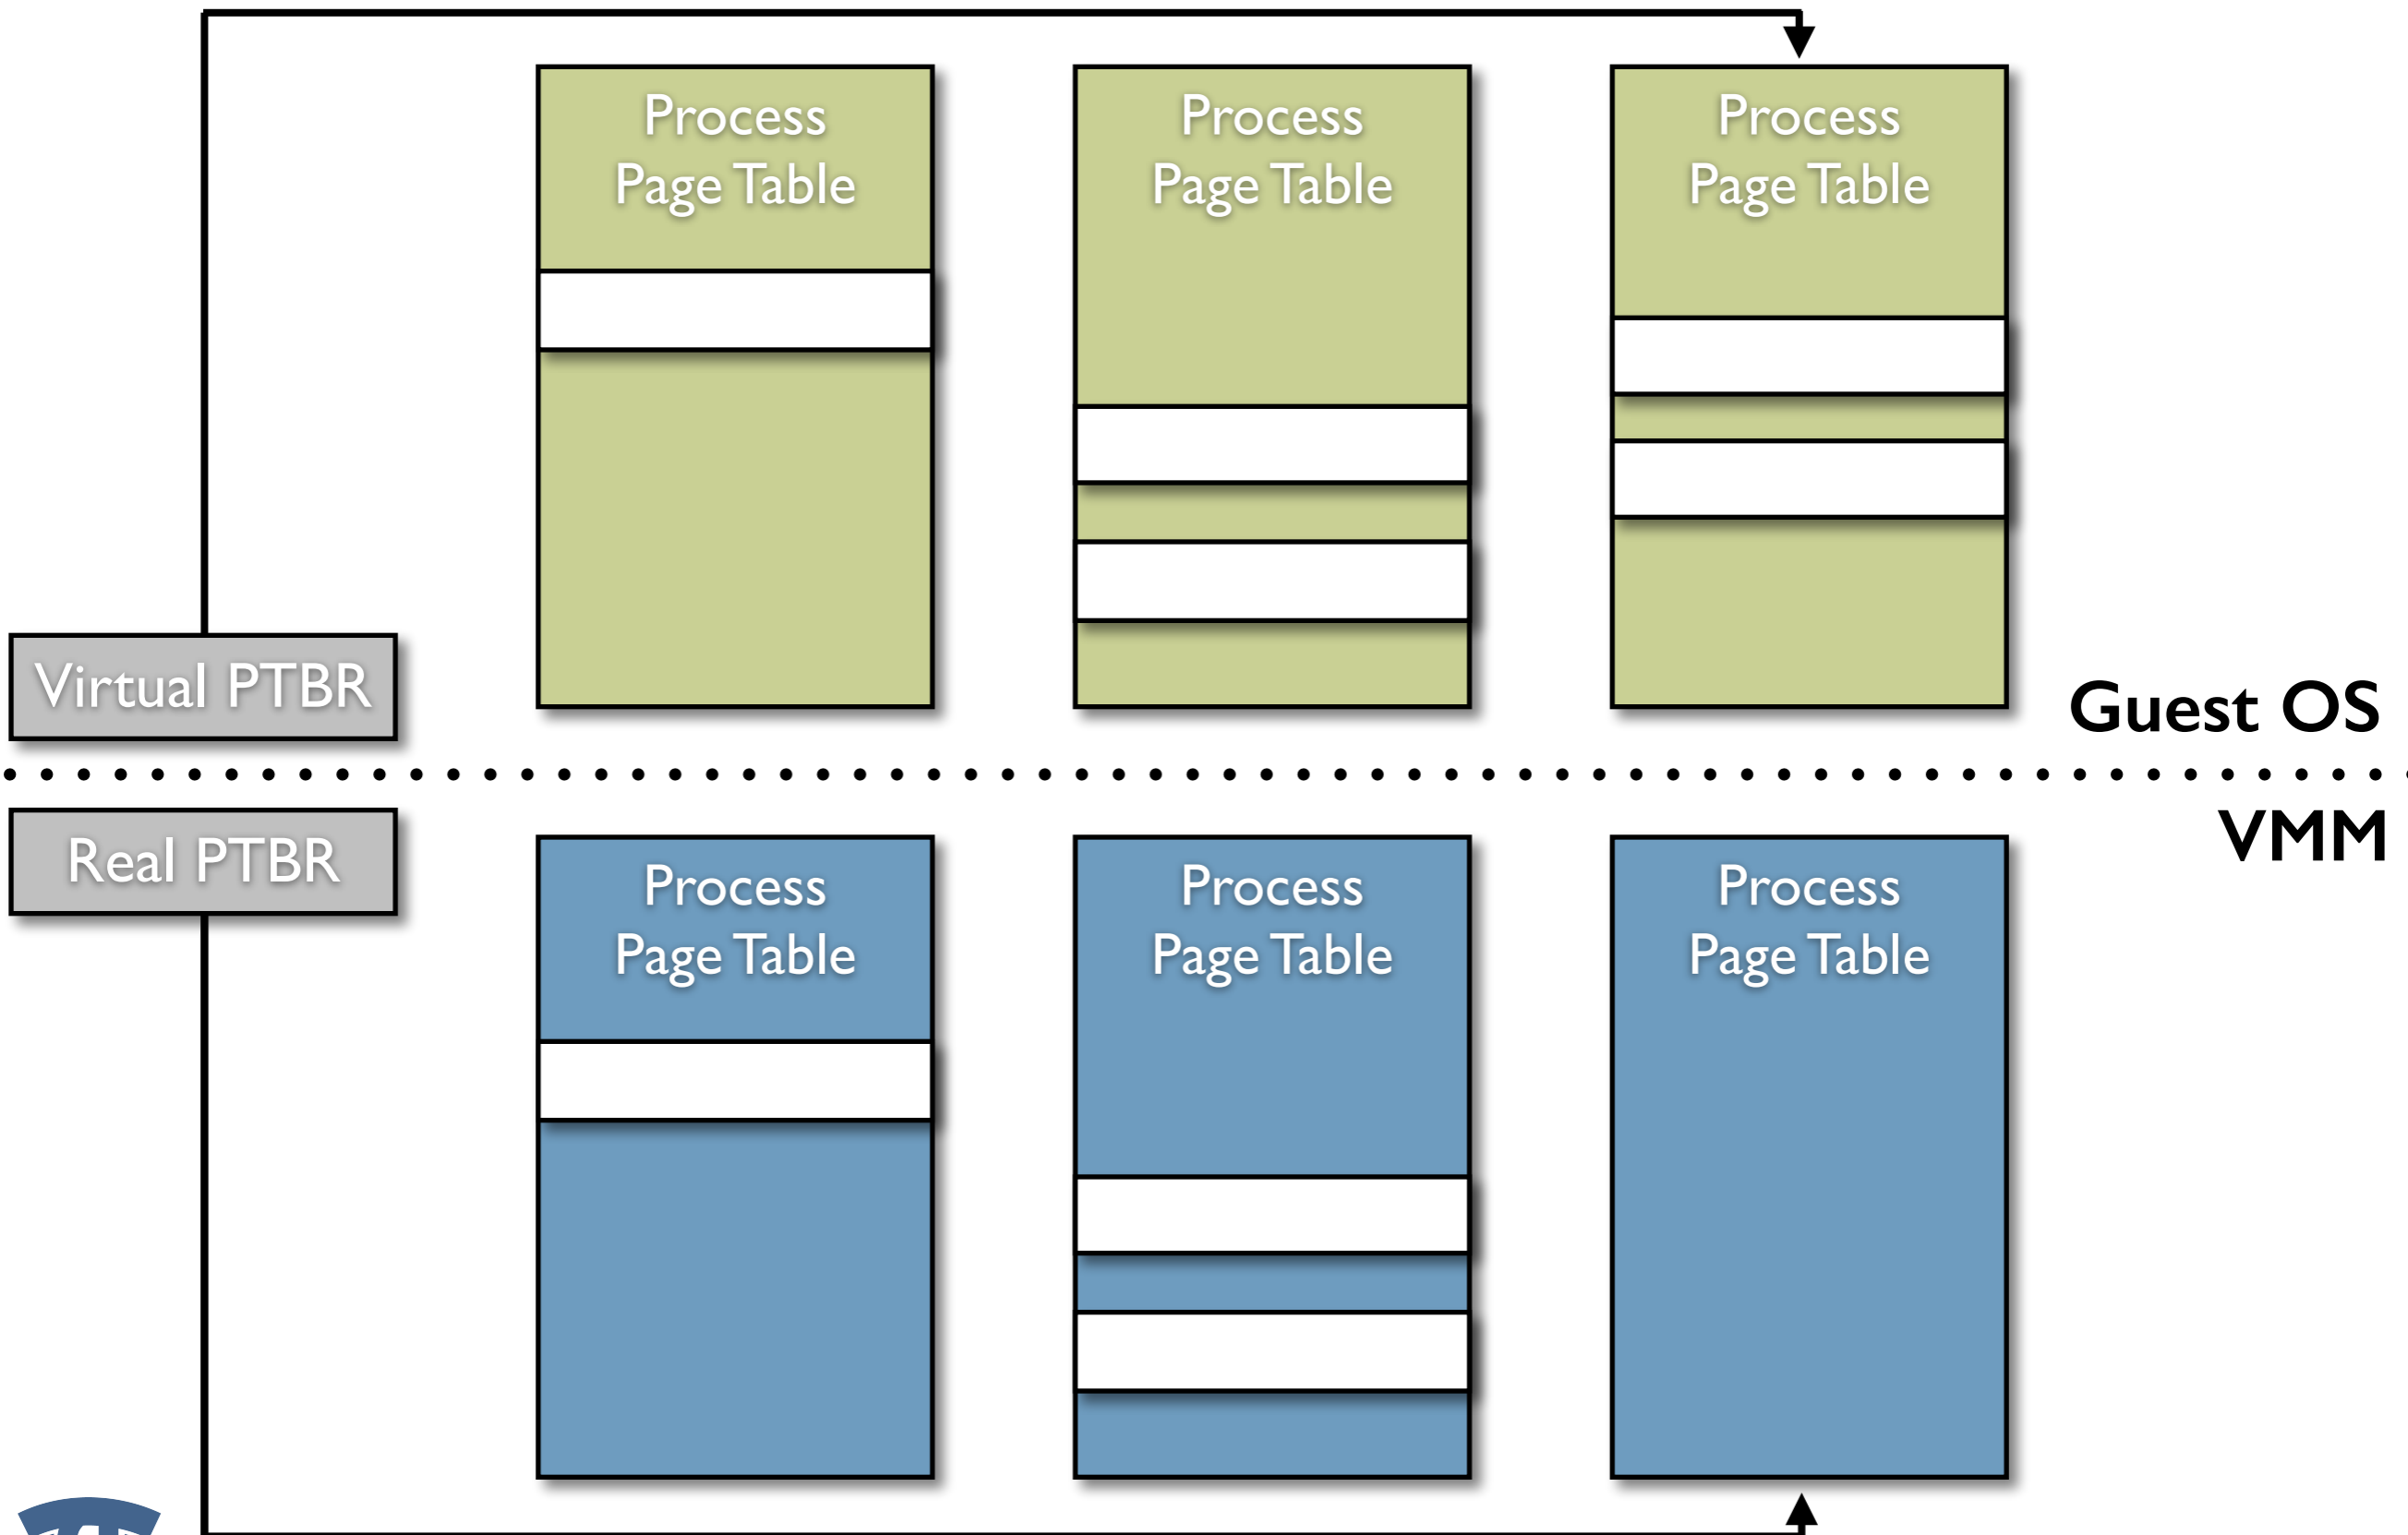 Process
Page Table
Process
Page Table
Process
Page Table
Virtual PTBR
Guest OS
Real PTBR
VMM
Process
Page Table
Process
Page Table
Process
Page Table